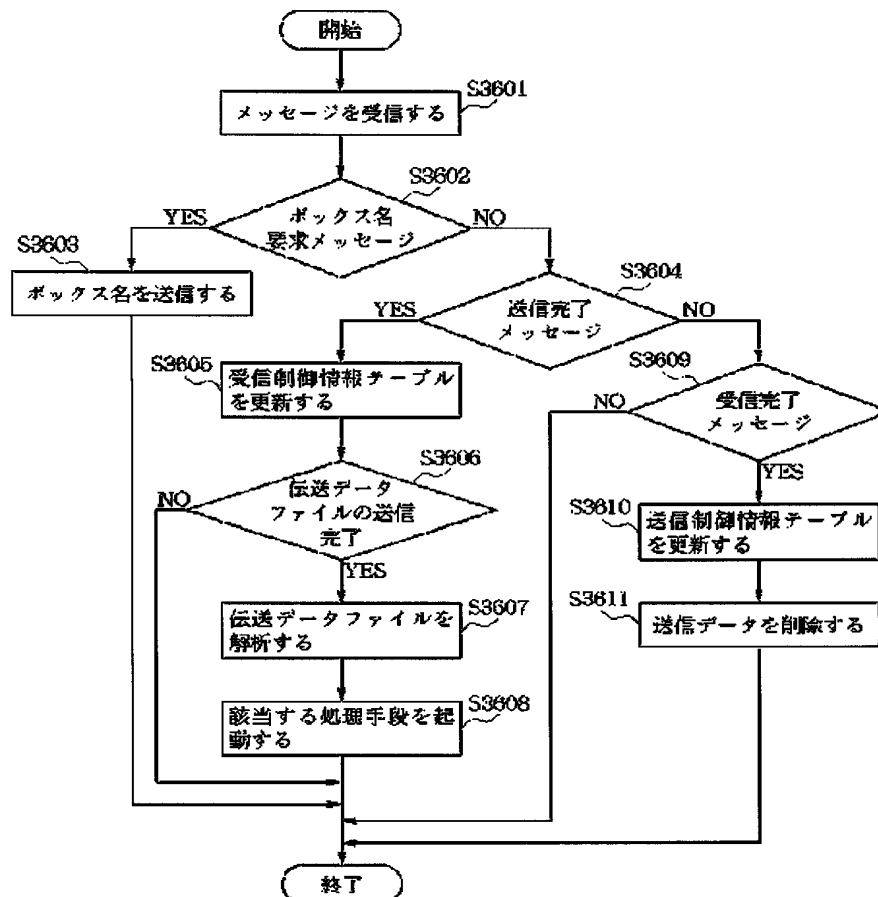 開始
S3601
メッセージを受信する
S3602
ボックス名
要求メッセージ
YES
NO
S3603
ボックス名を送信する
S3604
送信完了
メッセージ
YES
NO
S3605
受信制御情報テーブル
を更新する
S3609
受信完了
メッセージ
NO
YES
S3606
伝送データ
ファイルの送信
完了
NO
YES
S3610
送信制御情報テーブル
を更新する
S3607
伝送データファイルを
解析する
S3611
送信データを削除する
S3608
該当する処理手段を起
動する
終了